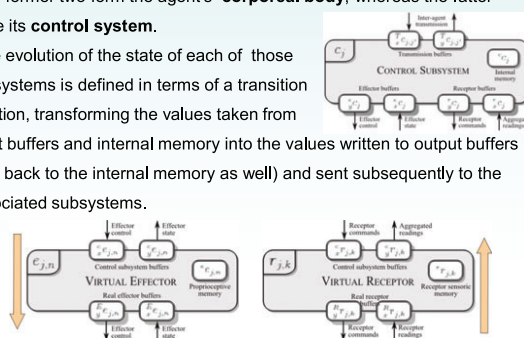 former two form the agent's corporeal body, whereas the latter
e its control system.
e evolution of the state of each of those
systems is defined in terms of a transition
tion, transforming the values taken from
t buffers and internal memory into the values written to output buffers
back to the internal memory as well) and sent subsequently to the
ociated subsystems.
Inter-agent
transmission
Transmission buffers
CONTROL SUBSYSTEM
Internal
memory
Effector buffers
Receptor buffers
Effector
control
Effector
state
Receptor
commands
Aggrega
readings
Effector
control
Effector
state
Control subsystem buffers
VIRTUAL EFFECTOR
Proprioceptive
memory
Real effector buffers
Effector
control
Effector
state
Receptor
commands
Aggregated
readings
Control subsystem buffers
VIRTUAL RECEPTOR
Receptor sensoric
memory
Real receptor
buffers
Receptor
commands
Receptor
readings